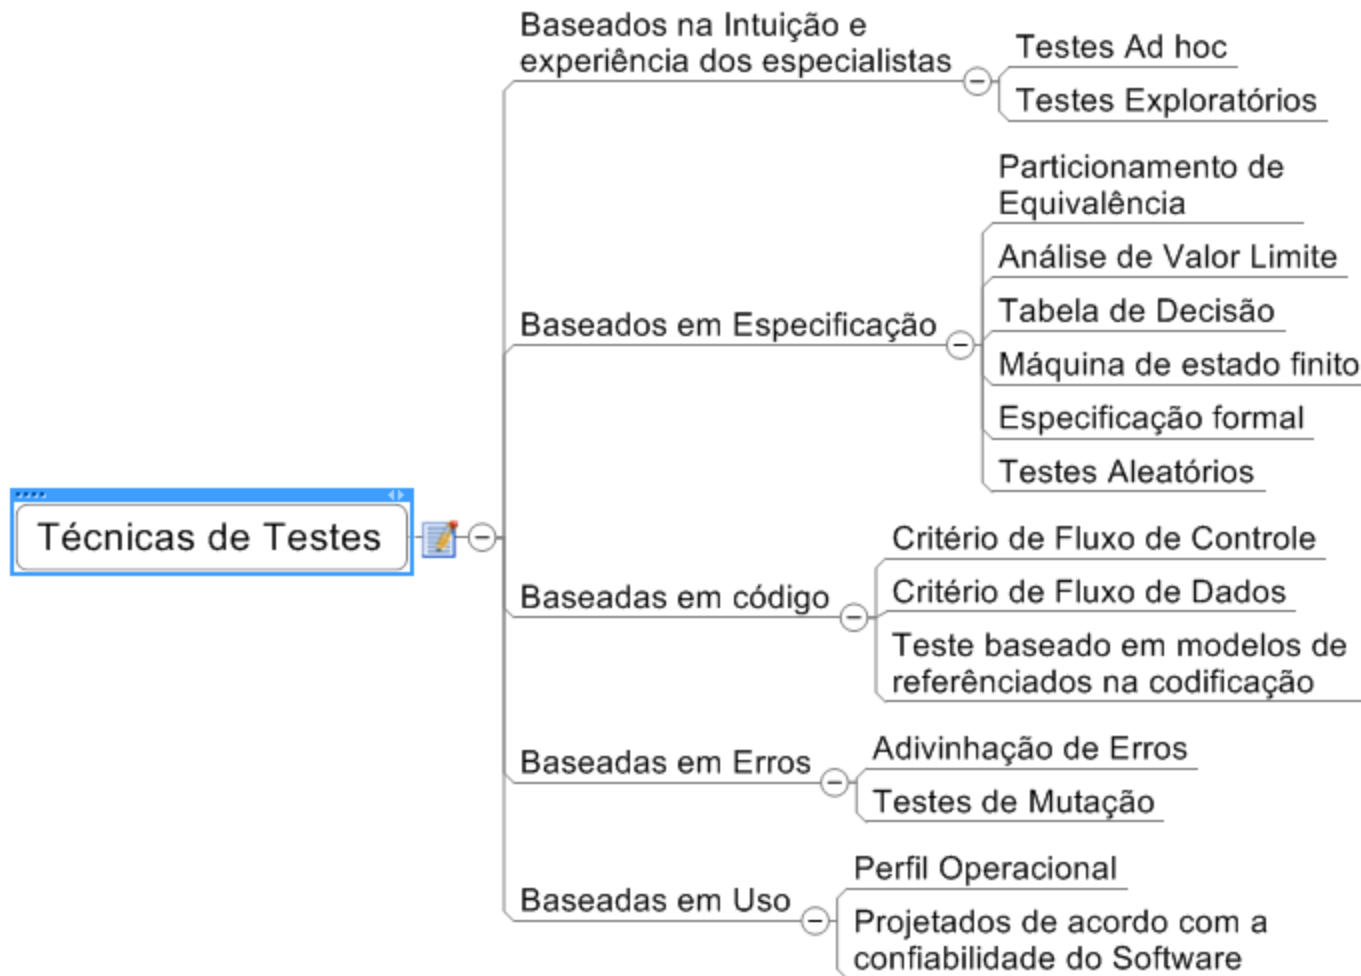 Técnicas de Testes
Baseados na Intuição e
experiência dos especialistas
Testes Ad hoc
Testes Exploratórios
Baseados em Especificação
Particionamento de
Equivalência
Análise de Valor Limite
Tabela de Decisão
Máquina de estado finito
Especificação formal
Testes Aleatórios
Baseadas em código
Critério de Fluxo de Controle
Critério de Fluxo de Dados
Teste baseado em modelos de
referênciados na codificação
Baseadas em Erros
Adivinhação de Erros
Testes de Mutação
Baseadas em Uso
Perfil Operacional
Projetados de acordo com a
confiabilidade do Software